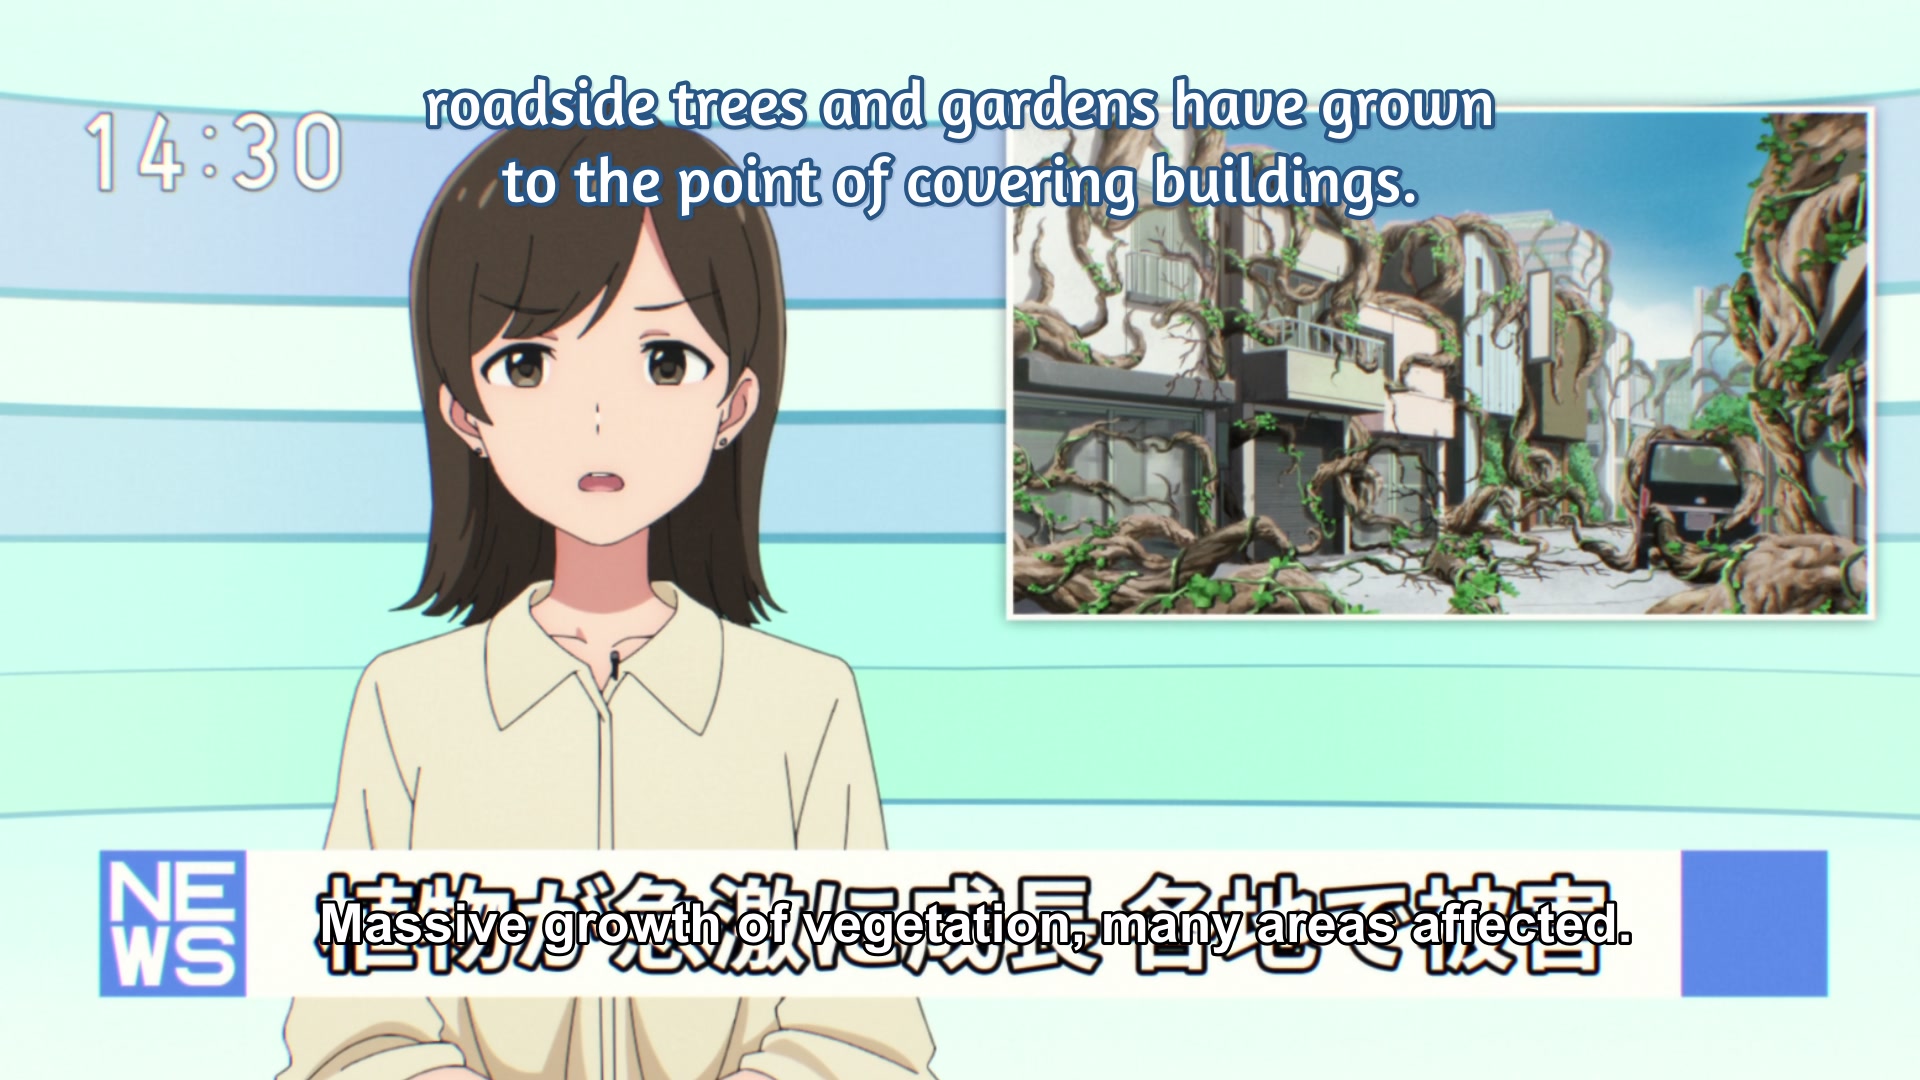 roadside trees and gardens have grown
to the point of covering buildings.
14:30
NE
WS
植物が急激に成長 各地で被害
Massive growth of vegetation, many areas affected.